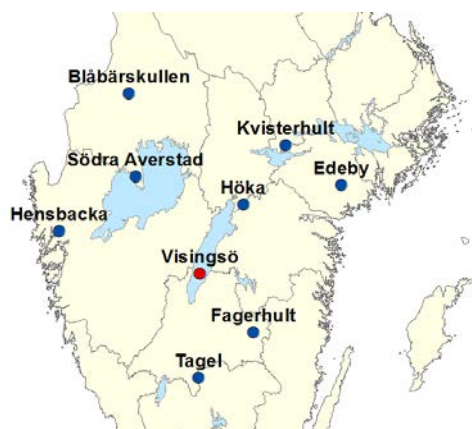 Blåbärskullen
Kvisterhult
Södra Averstad
Edeby
Höka
Hensbacka
Visingsö
Fagerhult
Tagel